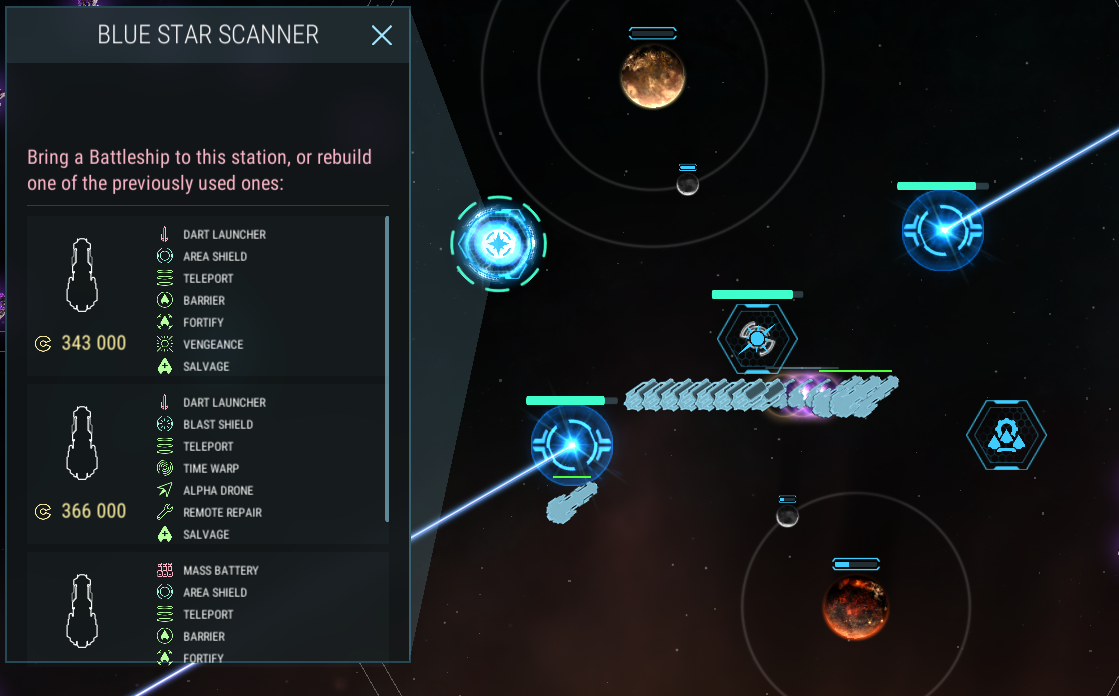 BLUE STAR SCANNER
Bring a Battleship to this station, or rebuild
one of the previously used ones:
DART LAUNCHER
AREA SHIELD
TELEPORT
BARRIER
FORTIFY
VENGEANCE
SALVAGE
343 000
DART LAUNCHER
BLAST SHIELD
TELEPORT
TIME WARP
ALPHA DRONE
REMOTE REPAIR
SALVAGE
366 000
MASS BATTERY
AREA SHIELD
TELEPORT
BARRIER
FORTIFY